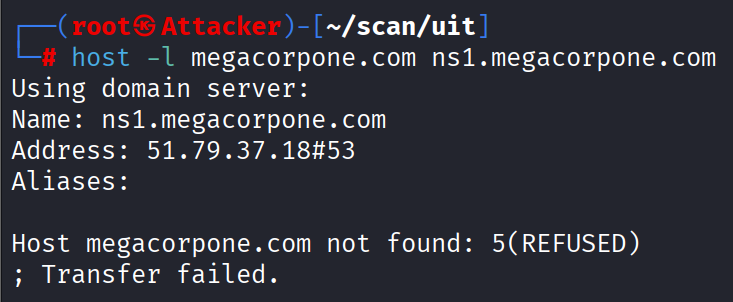 ┌──(root㉿Attacker)-[~/scan/uit]
└─# host -l megacorpone.com ns1.megacorpone.com
Using domain server:
Name: ns1.megacorpone.com
Address: 51.79.37.18#53
Aliases:

Host megacorpone.com not found: 5(REFUSED)
; Transfer failed.